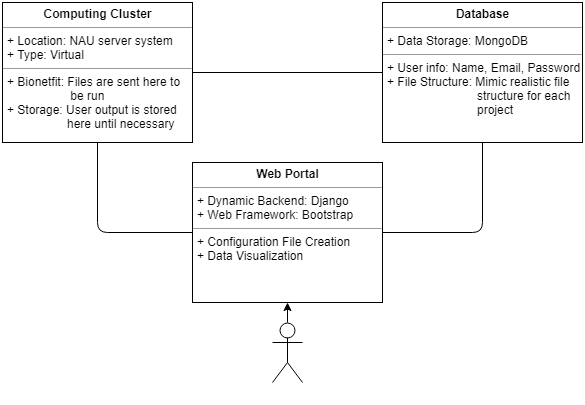 Computing Cluster
+ Location: NAU server system
+ Type: Virtual
+ Bionetfit: Files are sent here to
be run
+ Storage: User output is stored
here until necessary
Database
+ Data Storage: MongoDB
+ User info: Name, Email, Password
+ File Structure: Mimic realistic file
structure for each
project
Web Portal
+ Dynamic Backend: Django
+ Web Framework: Bootstrap
+ Configuration File Creation
+ Data Visualization